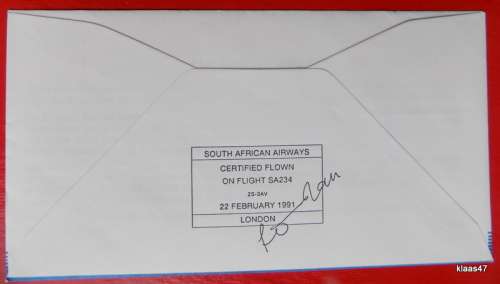 SOUTH AFRICAN AIRWAYS
CERTIFIED FLOWN
ON FLIGHT SA234
ZS-SAV
22 FEBRUARY 1991
LONDON
klaas47